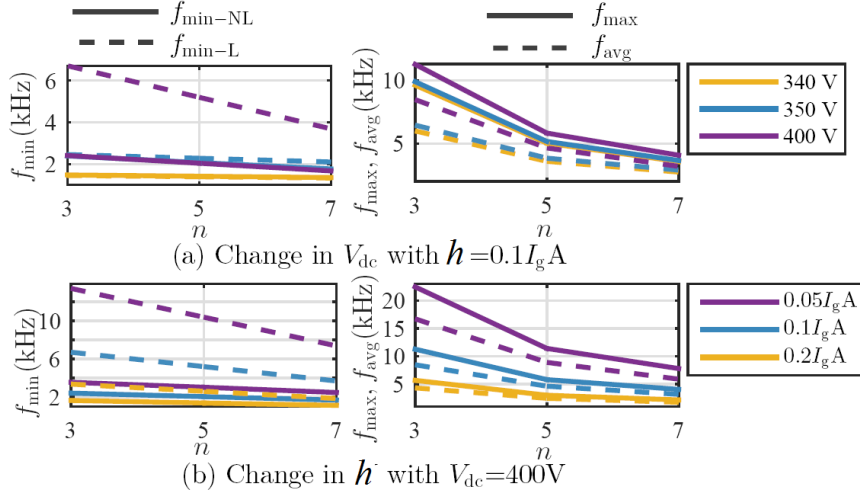 f_min−NL
f_min−L
f_max
f_avg
f_min (kHz)
6
4
2
3 5 7
n
f_max, f_avg (kHz)
10
5
3 5 7
n
340 V
350 V
400 V
(a) Change in V_dc with h=0.1I_gA
f_min (kHz)
10
6
2
3 5 7
n
f_max, f_avg (kHz)
20
15
10
5
3 5 7
n
0.05I_gA
0.1I_gA
0.2I_gA
(b) Change in h with V_dc=400V